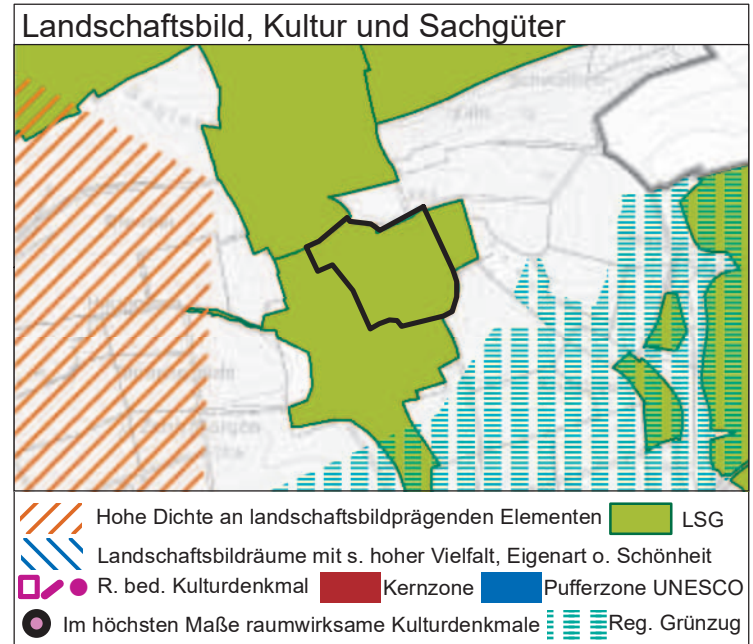 Landschaftsbild, Kultur und Sachgüter
Hohe Dichte an landschaftsbildprägenden Elementen LSG
Landschaftsbildräume mit s. hoher Vielfalt, Eigenart o. Schönheit
R. bed. Kulturdenkmal Kernzone Pufferzone UNESCO
Im höchsten Maße raumwirksame Kulturdenkmale Reg. Grünzug